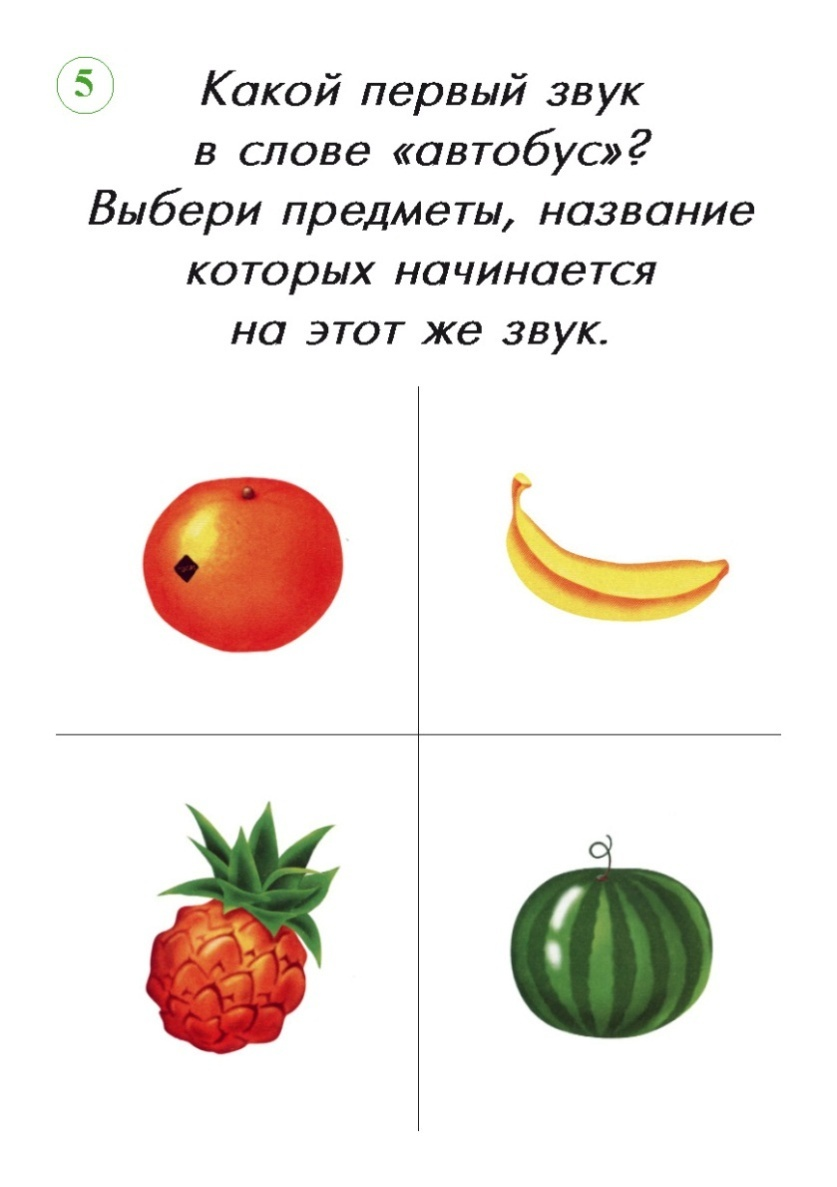 5
Какой первый звук
в слове «автобус»?
Выбери предметы, название
которых начинается
на этот же звук.